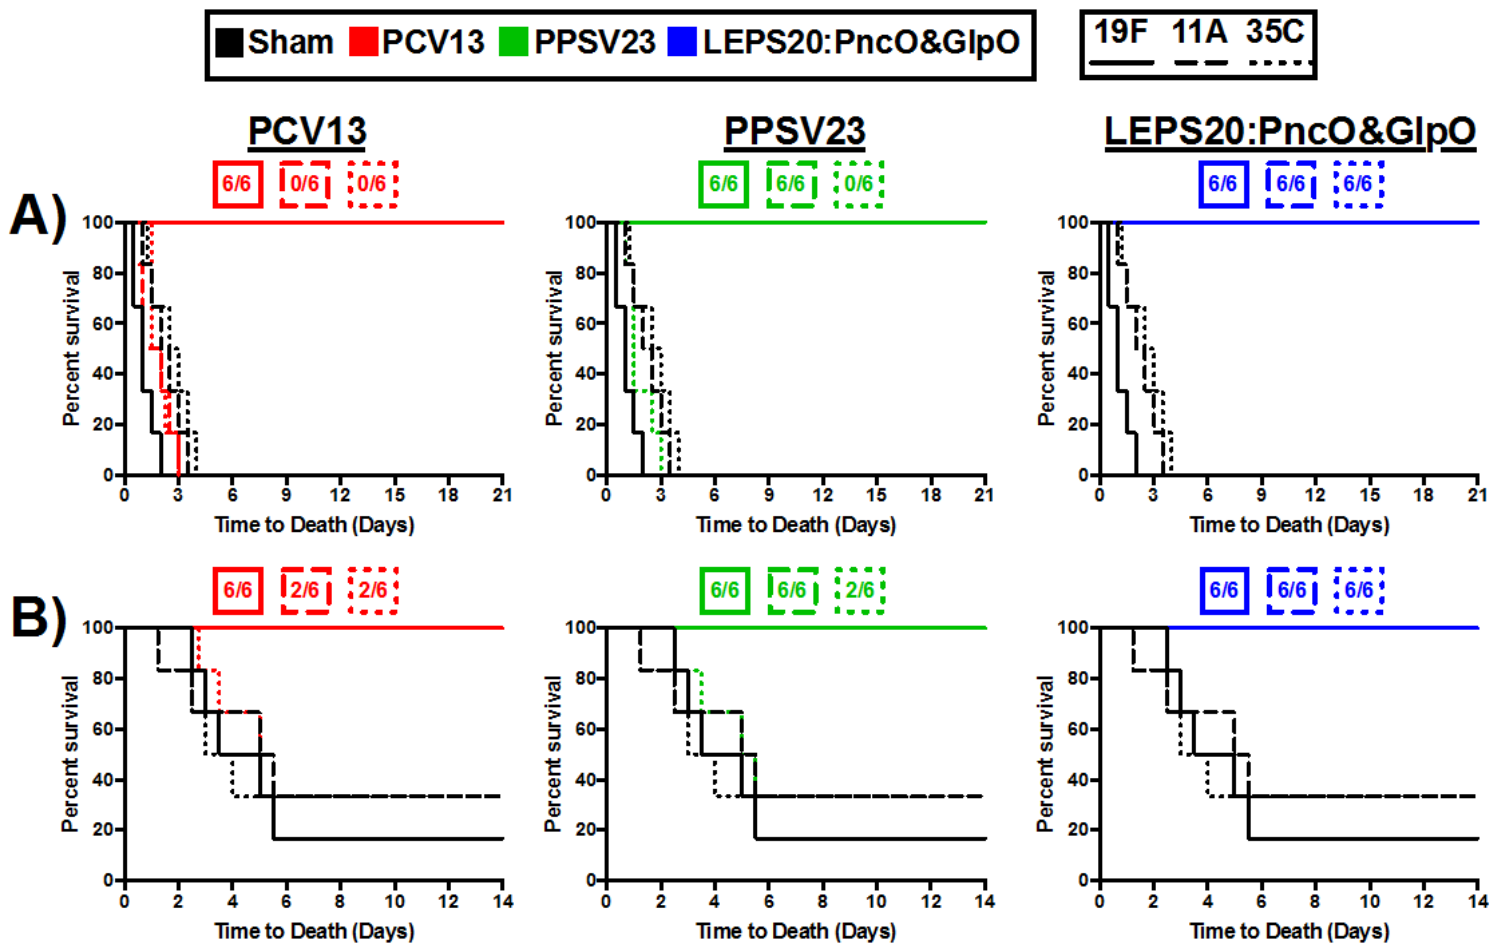 Sham PCV13 PPSV23 LEPS20:PncO&GlpO
19F 11A 35C
PCV13 PPSV23 LEPS20:PncO&GlpO
6/6 0/6 0/6 6/6 6/6 0/6 6/6 6/6 6/6
A)
Percent survival
100
80
60
40
20
0
0 3 6 9 12 15 18 21
Time to Death (Days)
Percent survival
100
80
60
40
20
0
0 3 6 9 12 15 18 21
Time to Death (Days)
Percent survival
100
80
60
40
20
0
0 3 6 9 12 15 18 21
Time to Death (Days)
6/6 2/6 2/6 6/6 6/6 2/6 6/6 6/6 6/6
B)
Percent survival
100
80
60
40
20
0
0 2 4 6 8 10 12 14
Time to Death (Days)
Percent survival
100
80
60
40
20
0
0 2 4 6 8 10 12 14
Time to Death (Days)
Percent survival
100
80
60
40
20
0
0 2 4 6 8 10 12 14
Time to Death (Days)